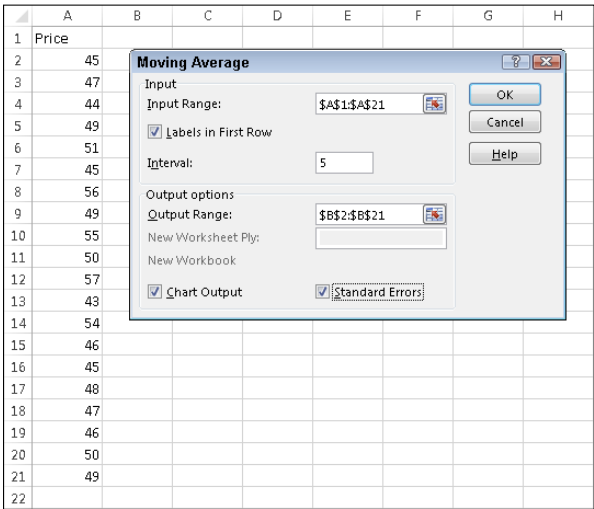 A B C D E F G H
1 Price
2 45
3 47
4 44
5 49
6 51
7 45
8 56
9 49
10 55
11 50
12 57
13 43
14 54
15 46
16 45
17 48
18 47
19 46
20 50
21 49
22
Moving Average ?
Input
Input Range: $A$1:$A$21
Labels in First Row
Interval: 5
Output options
Output Range: $B$2:$B$21
New Worksheet Ply:
New Workbook
Chart Output Standard Errors
OK
Cancel
Help